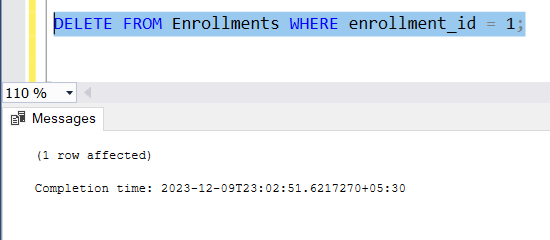 DELETE FROM Enrollments WHERE enrollment_id = 1;
110 %
Messages
(1 row affected)
Completion time: 2023-12-09T23:02:51.6217270+05:30